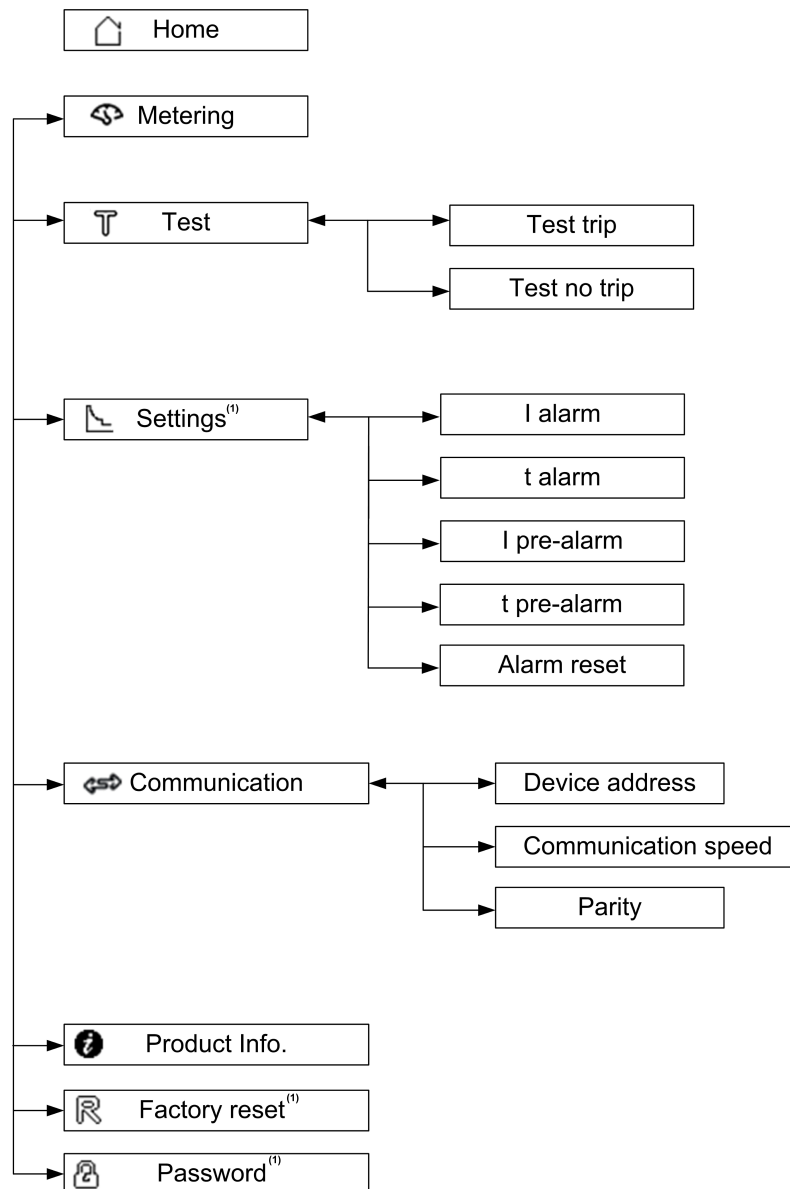 Home
Metering
T Test
Test trip
Test no trip
Settings(1)
I alarm
t alarm
I pre-alarm
t pre-alarm
Alarm reset
Communication
Device address
Communication speed
Parity
i Product Info.
R Factory reset(1)
? Password(1)